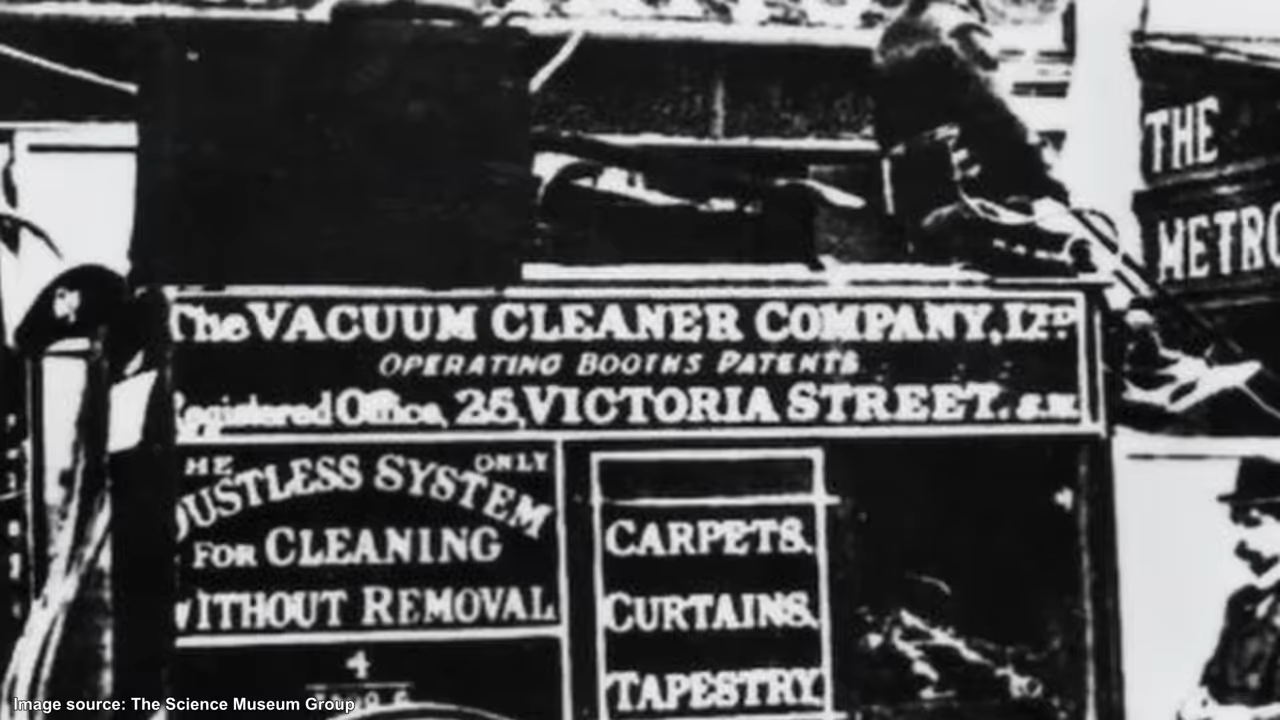 THE
METRO
The VACUUM CLEANER COMPANY, LTD
OPERATING BOOTHS PATENTS
Registered Office, 25, VICTORIA STREET. S.W.
HE ONLY
DUSTLESS SYSTEM
FOR CLEANING
WITHOUT REMOVAL
4
CARPETS.
CURTAINS.
TAPESTRY.
Image source: The Science Museum Group